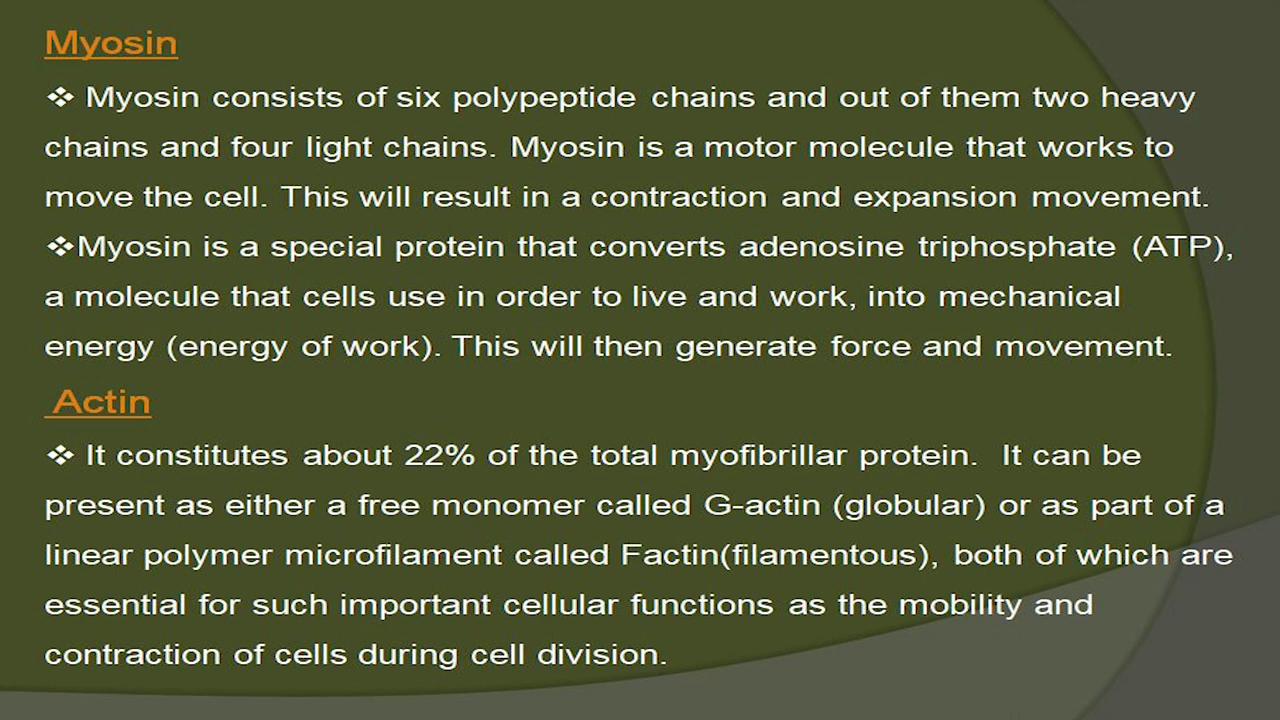 Myosin
❖ Myosin consists of six polypeptide chains and out of them two heavy
chains and four light chains. Myosin is a motor molecule that works to
move the cell. This will result in a contraction and expansion movement.
❖Myosin is a special protein that converts adenosine triphosphate (ATP),
a molecule that cells use in order to live and work, into mechanical
energy (energy of work). This will then generate force and movement.
Actin
❖ It constitutes about 22% of the total myofibrillar protein.  It can be
present as either a free monomer called G-actin (globular) or as part of a
linear polymer microfilament called Factin(filamentous), both of which are
essential for such important cellular functions as the mobility and
contraction of cells during cell division.